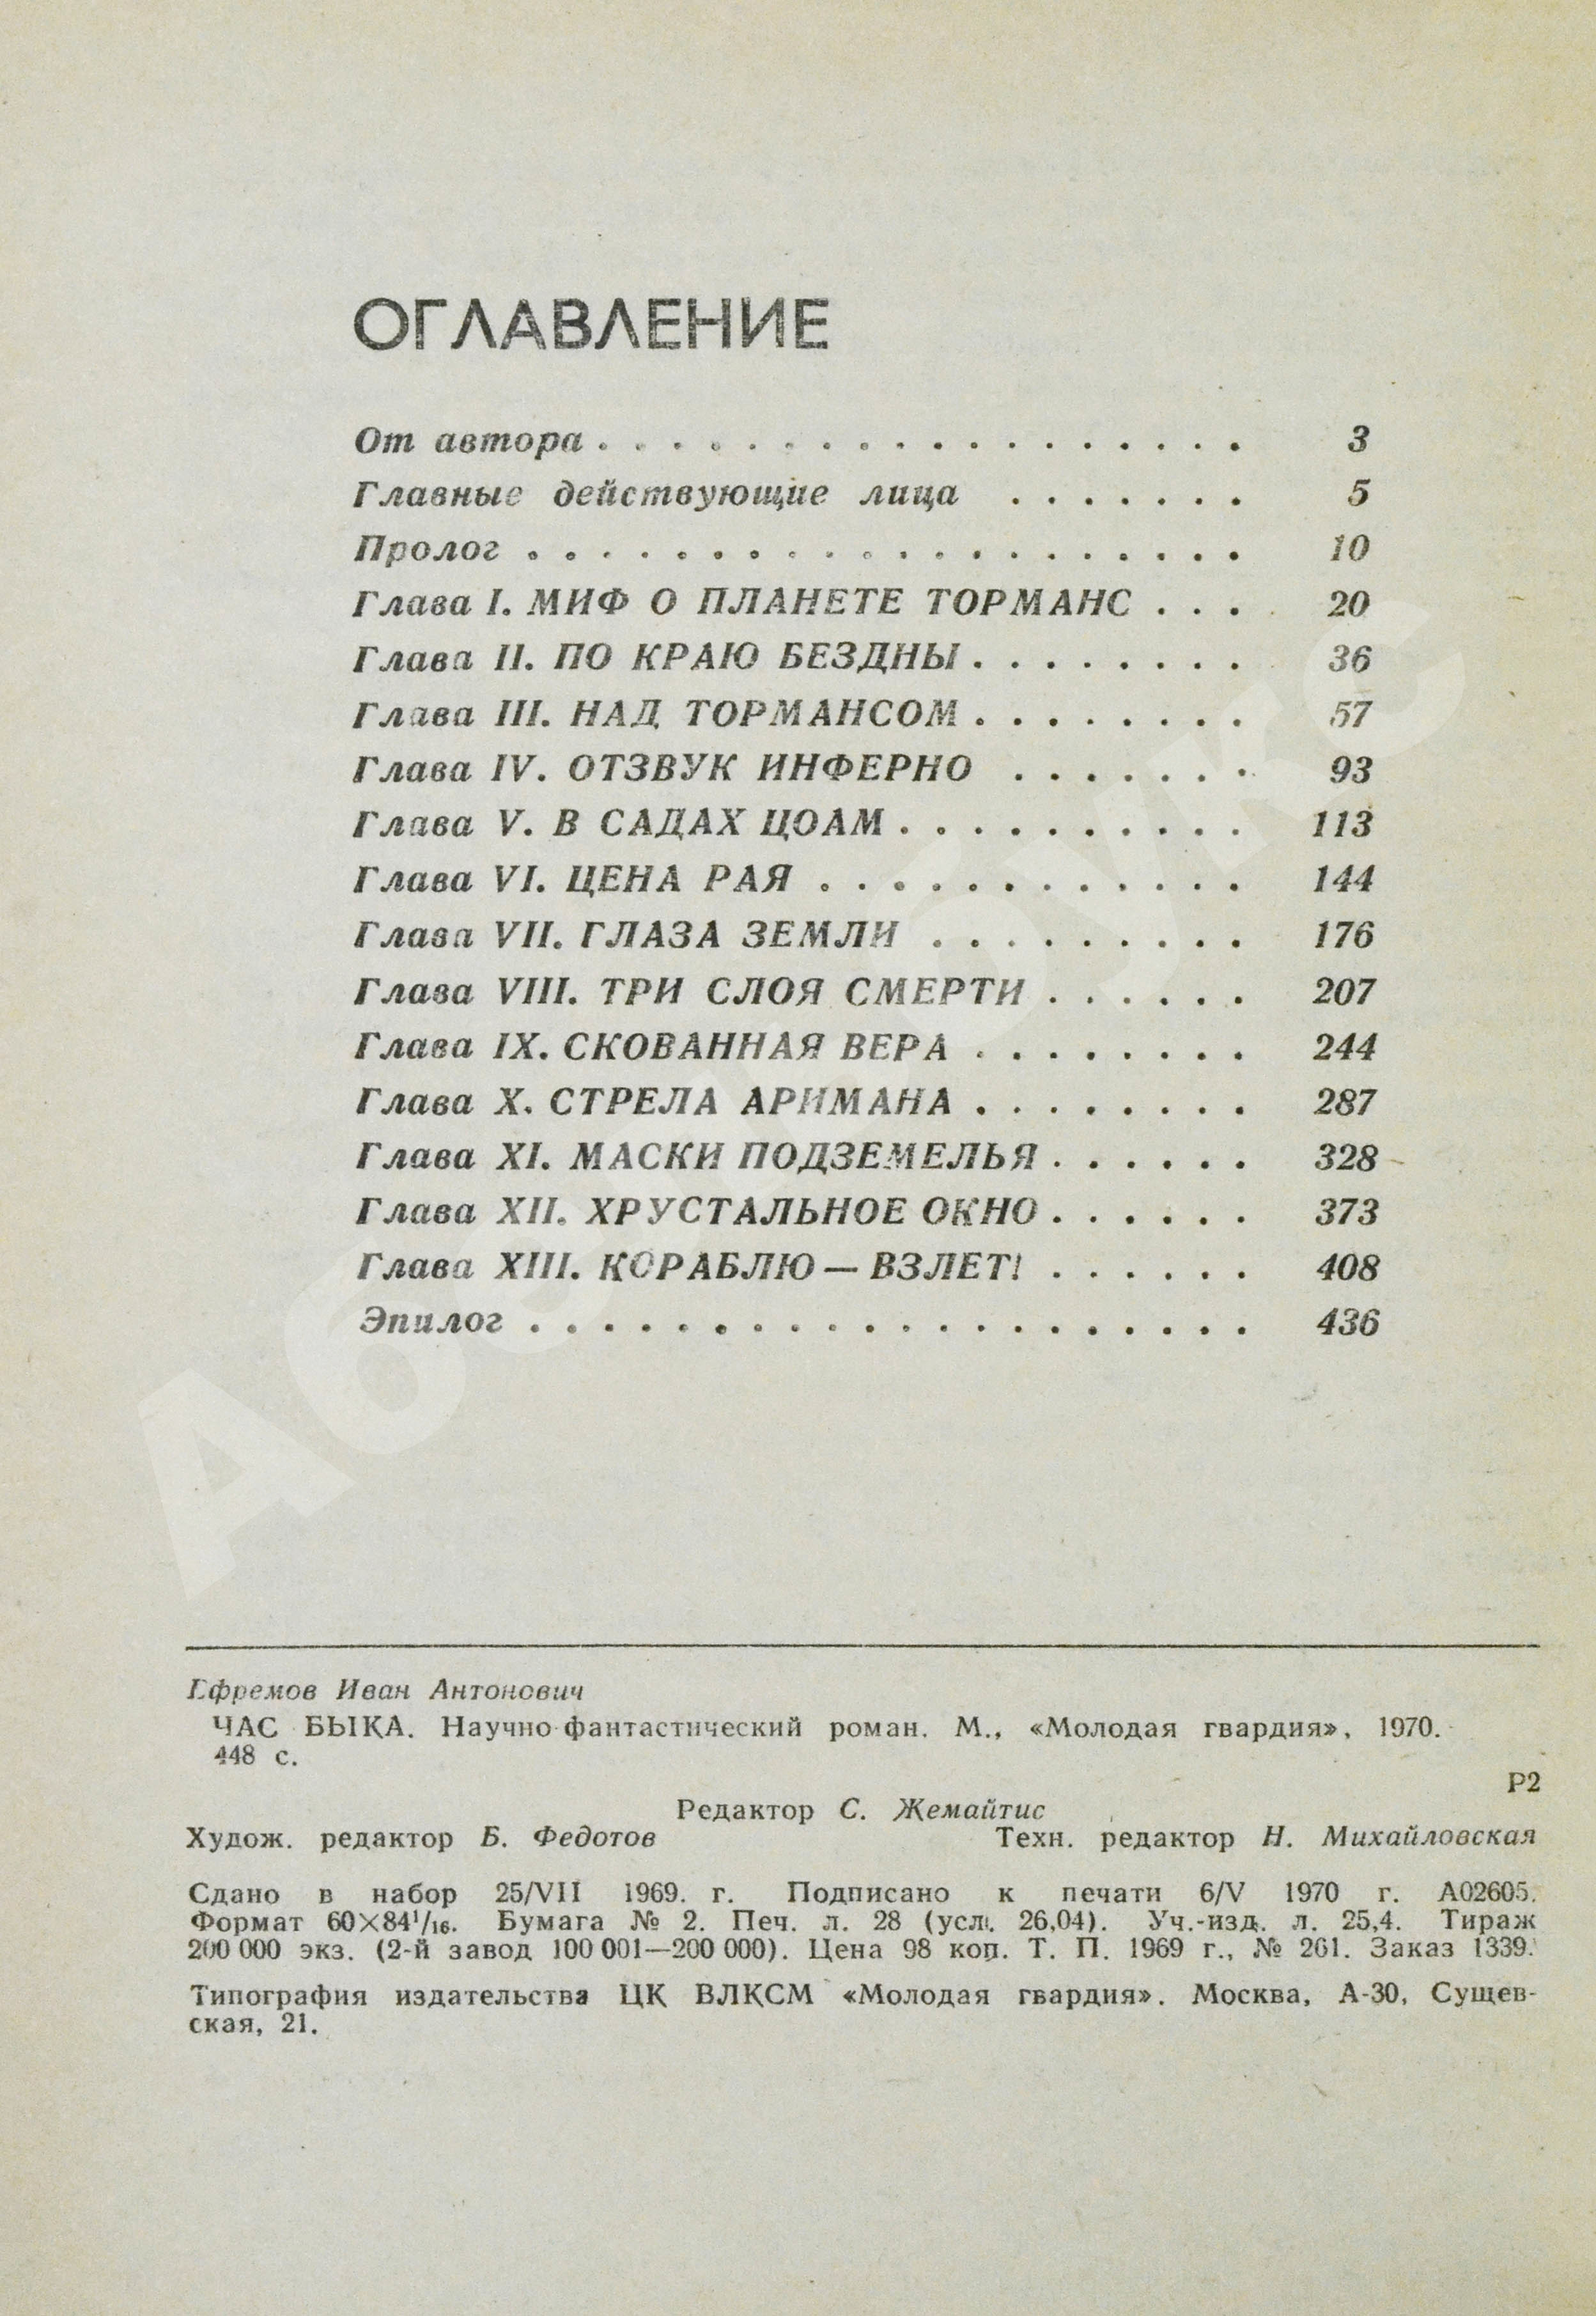 ОГЛАВЛЕНИЕ
От автора . . . . . . . . . . . . . . . . . . 3
Главные действующие лица . . . . . . . 5
Пролог . . . . . . . . . . . . . . . . . . . . 10
Глава I. МИФ О ПЛАНЕТЕ ТОРМАНС . . . 20
Глава II. ПО КРАЮ БЕЗДНЫ . . . . . . . . 36
Глава III. НАД ТОРМАНСОМ . . . . . . . . 57
Глава IV. ОТЗВУК ИНФЕРНО . . . . . . . 93
Глава V. В САДАХ ЦОАМ . . . . . . . . . . 113
Глава VI. ЦЕНА РАЯ . . . . . . . . . . . . 144
Глава VII. ГЛАЗА ЗЕМЛИ . . . . . . . . . 176
Глава VIII. ТРИ СЛОЯ СМЕРТИ . . . . . . 207
Глава IX. СКОВАННАЯ ВЕРА . . . . . . . . 244
Глава X. СТРЕЛА АРИМАНА . . . . . . . . 287
Глава XI. МАСКИ ПОДЗЕМЕЛЬЯ . . . . . . 328
Глава XII. ХРУСТАЛЬНОЕ ОКНО . . . . . . 373
Глава XIII. КОРАБЛЮ — ВЗЛЕТ! . . . . . . 408
Эпилог . . . . . . . . . . . . . . . . . . . . 436
Ефремов Иван Антонович
ЧАС БЫКА. Научно-фантастический роман. М., «Молодая гвардия», 1970.
448 с.
Р2
Редактор С. Жемайтис
Худож. редактор Б. Федотов Техн. редактор Н. Михайловская
Сдано в набор 25/VII 1969. г. Подписано к печати 6/V 1970 г. А02605.
Формат 60×84¹/₁₆. Бумага № 2. Печ. л. 28 (усл. 26,04). Уч.-изд. л. 25,4. Тираж
200 000 экз. (2-й завод 100 001—200 000). Цена 98 коп. Т. П. 1969 г., № 261. Заказ 1339.
Типография издательства ЦК ВЛКСМ «Молодая гвардия». Москва, А-30, Сущев-
ская, 21.